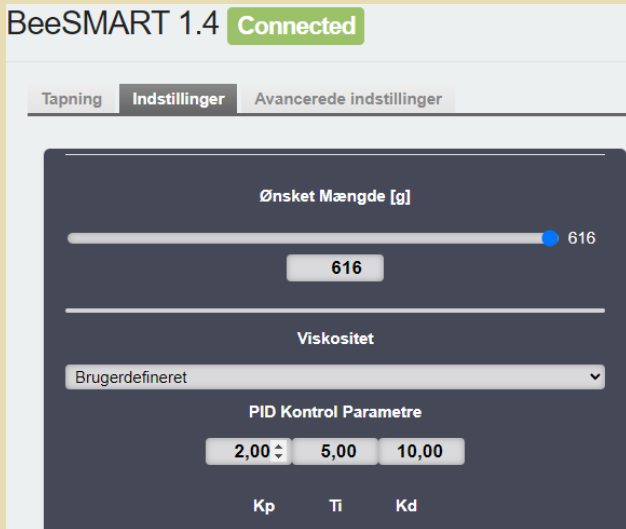 BeeSMART 1.4 Connected
Tapning Indstillinger Avancerede indstillinger
Ønsket Mængde [g]
616
616
Viskositet
Brugerdefineret
PID Kontrol Parametre
2,00 5,00 10,00
Kp Ti Kd